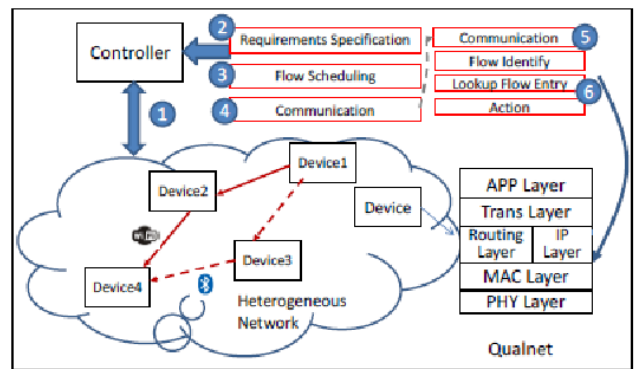 Controller
2
Requirements Specification
3
Flow Scheduling
4
Communication
Communication
5
Flow Identify
Lookup Flow Entry
6
Action
1
Device1
Device2
Device
Device3
Device4
Heterogeneous
Network
APP Layer
Trans Layer
Routing
Layer
IP
Layer
MAC Layer
PHY Layer
Qualnet